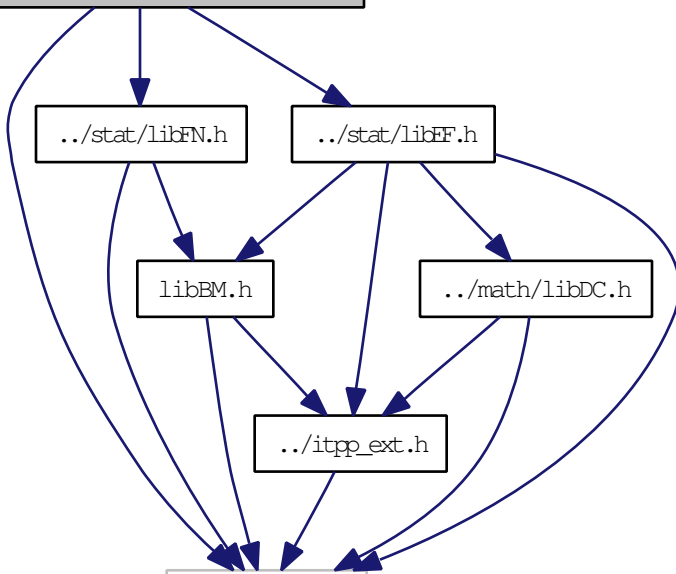 ../stat/libFN.h
../stat/libEF.h
libBM.h
../math/libDC.h
../itpp_ext.h